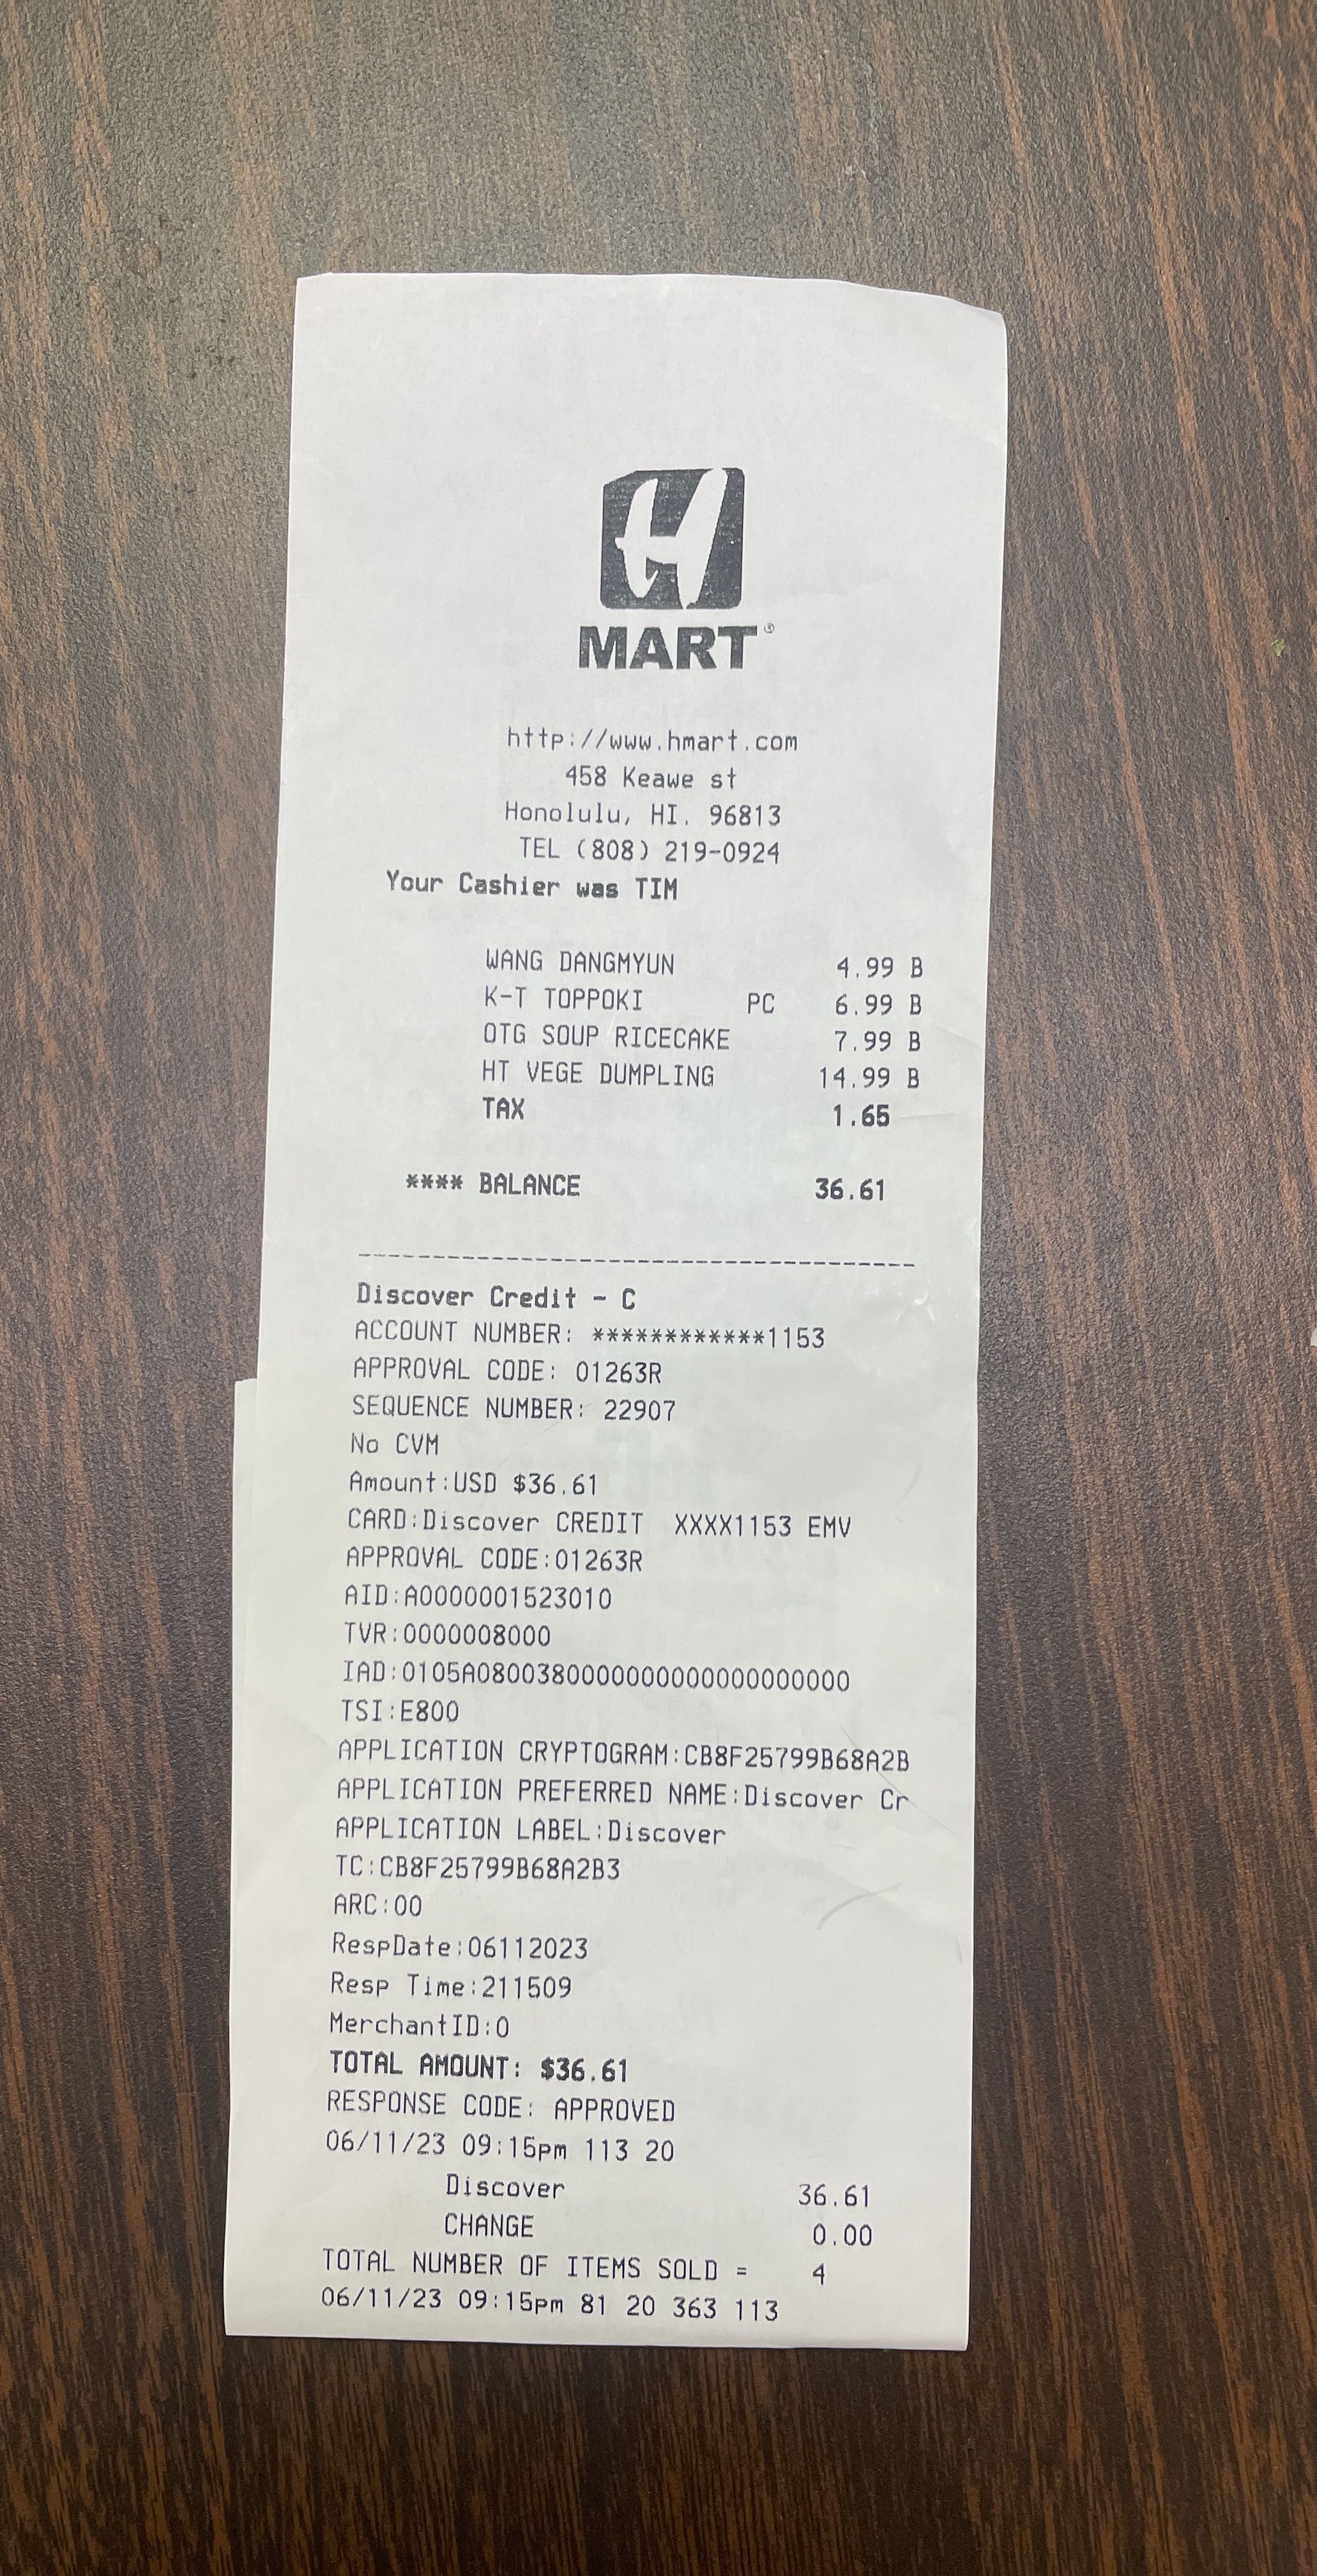 H
MART®
http://www.hmart.com
458 Keawe st
Honolulu, HI. 96813
TEL (808) 219-0924
Your Cashier was TIM
WANG DANGMYUN 4.99 B
K-T TOPPOKI PC 6.99 B
OTG SOUP RICECAKE 7.99 B
HT VEGE DUMPLING 14.99 B
TAX 1.65
**** BALANCE 36.61
--------------------------------------
Discover Credit - C
ACCOUNT NUMBER: ************1153
APPROVAL CODE: 01263R
SEQUENCE NUMBER: 22907
No CVM
Amount:USD $36.61
CARD:Discover CREDIT XXXX1153 EMV
APPROVAL CODE:01263R
AID:A0000001523010
TVR:0000008000
IAD:0105A0800380000000000000000000
TSI:E800
APPLICATION CRYPTOGRAM:CB8F25799B68A2B
APPLICATION PREFERRED NAME:Discover Cr
APPLICATION LABEL:Discover
TC:CB8F25799B68A2B3
ARC:00
RespDate:06112023
Resp Time:211509
MerchantID:0
TOTAL AMOUNT: $36.61
RESPONSE CODE: APPROVED
06/11/23 09:15pm 113 20
Discover 36.61
CHANGE 0.00
TOTAL NUMBER OF ITEMS SOLD = 4
06/11/23 09:15pm 81 20 363 113